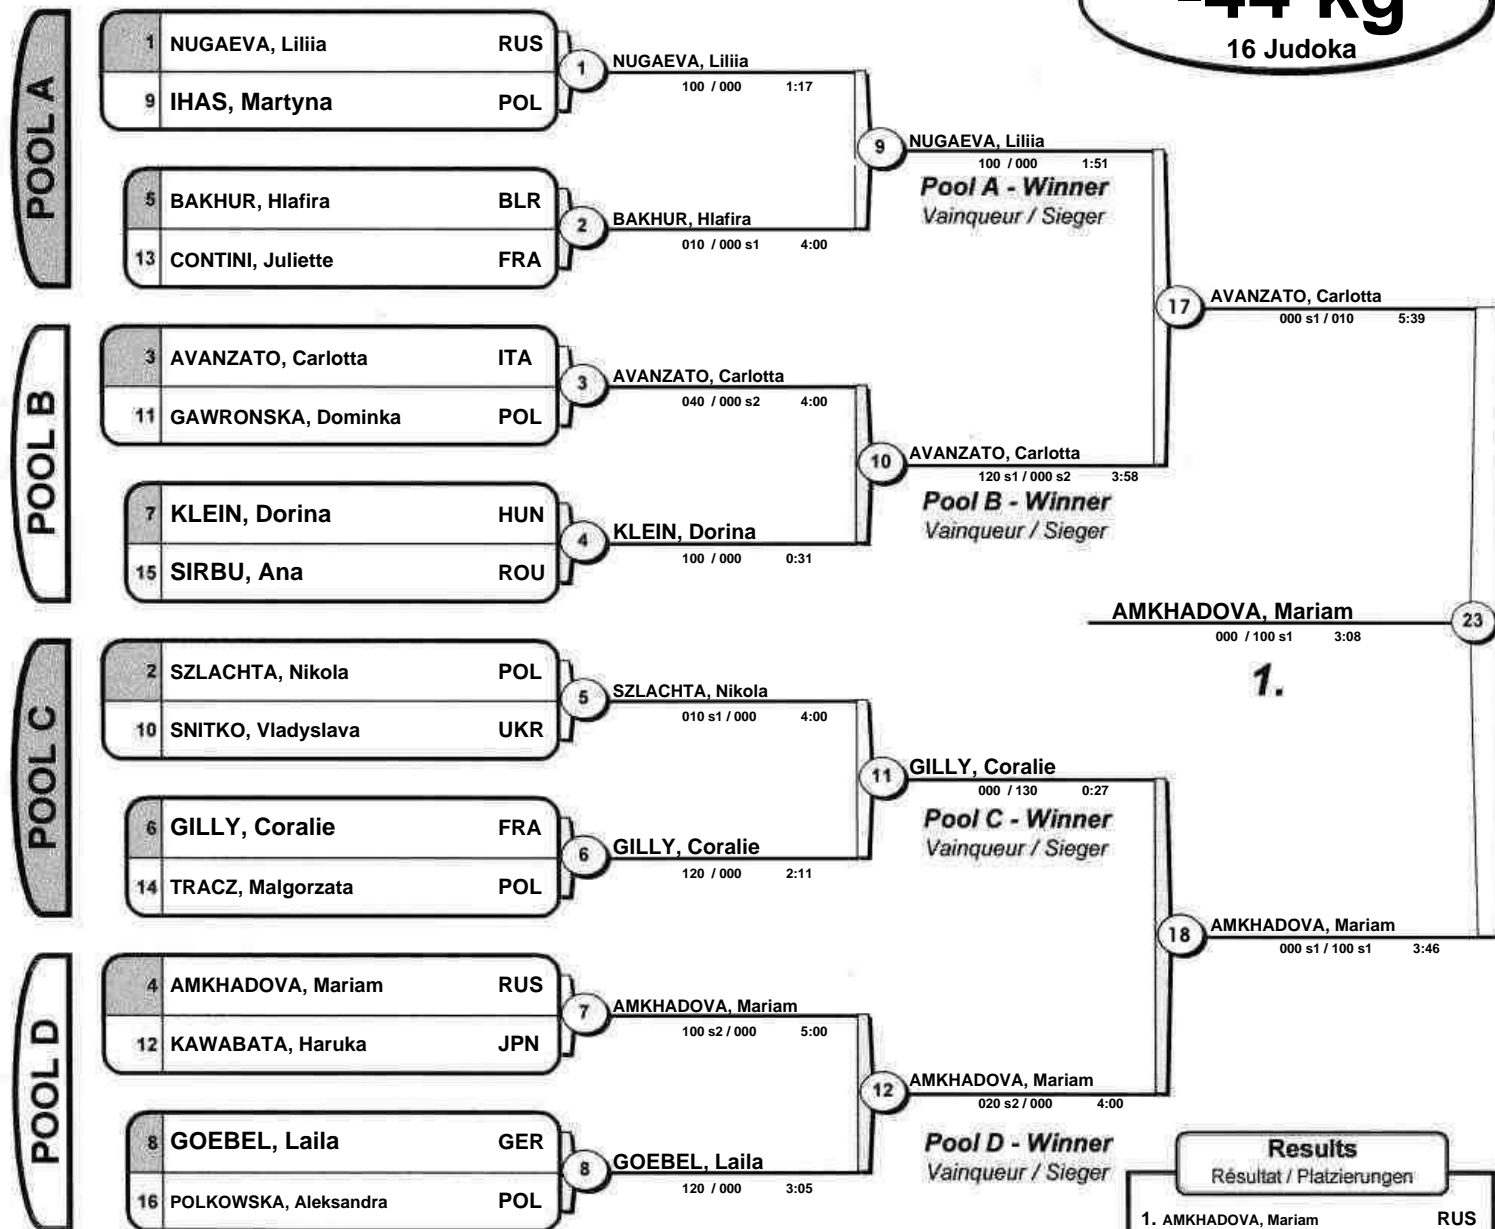 -44 kg
16 Judoka
POOL A
1 NUGAEVA, Liliia RUS
9 IHAS, Martyna POL
1
NUGAEVA, Liliia
100 / 000 1:17
5 BAKHUR, Hlafira BLR
13 CONTINI, Juliette FRA
2
BAKHUR, Hlafira
010 / 000 s1 4:00
9
NUGAEVA, Liliia
100 / 000 1:51
Pool A - Winner
Vainqueur / Sieger
POOL B
3 AVANZATO, Carlotta ITA
11 GAWRONSKA, Dominka POL
3
AVANZATO, Carlotta
040 / 000 s2 4:00
7 KLEIN, Dorina HUN
15 SIRBU, Ana ROU
4
KLEIN, Dorina
100 / 000 0:31
10
AVANZATO, Carlotta
120 s1 / 000 s2 3:58
Pool B - Winner
Vainqueur / Sieger
17
AVANZATO, Carlotta
000 s1 / 010 5:39
AMKHADOVA, Mariam
000 / 100 s1 3:08
23
1.
POOL C
2 SZLACHTA, Nikola POL
10 SNITKO, Vladyslava UKR
5
SZLACHTA, Nikola
010 s1 / 000 4:00
6 GILLY, Coralie FRA
14 TRACZ, Malgorzata POL
6
GILLY, Coralie
120 / 000 2:11
11
GILLY, Coralie
000 / 130 0:27
Pool C - Winner
Vainqueur / Sieger
POOL D
4 AMKHADOVA, Mariam RUS
12 KAWABATA, Haruka JPN
7
AMKHADOVA, Mariam
100 s2 / 000 5:00
8 GOEBEL, Laila GER
16 POLKOWSKA, Aleksandra POL
8
GOEBEL, Laila
120 / 000 3:05
12
AMKHADOVA, Mariam
020 s2 / 000 4:00
Pool D - Winner
Vainqueur / Sieger
18
AMKHADOVA, Mariam
000 s1 / 100 s1 3:46
Results
Résultat / Platzierungen
1. AMKHADOVA, Mariam RUS